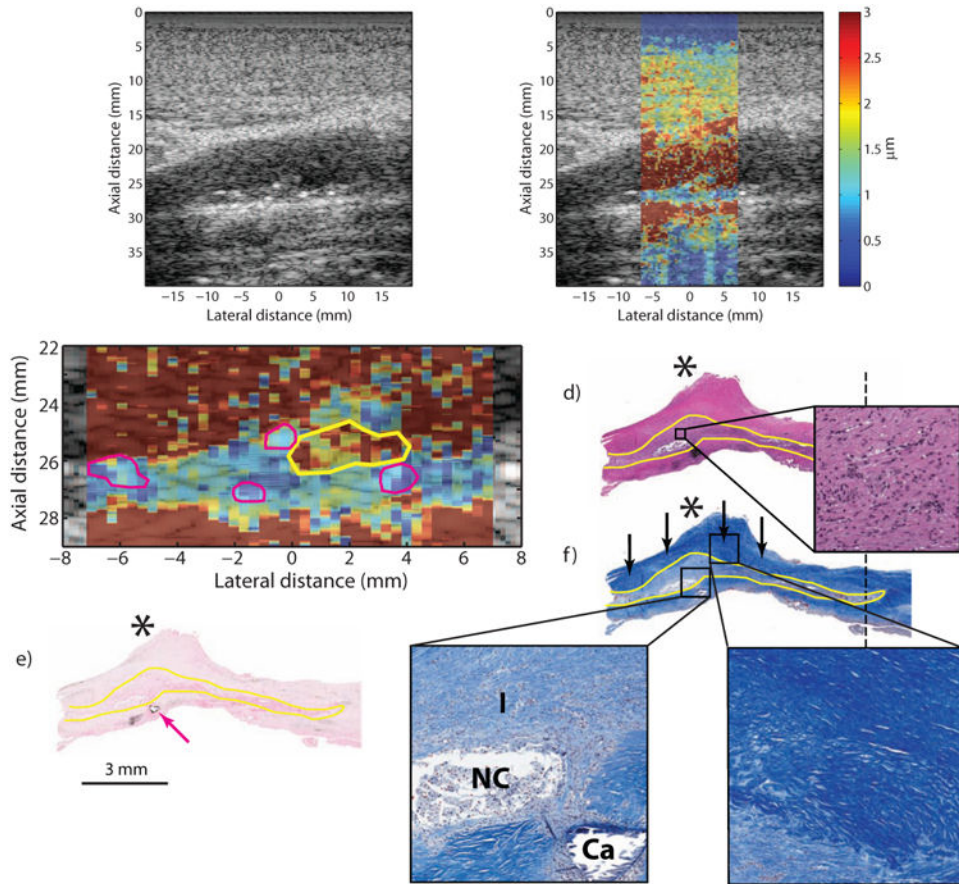 0
5
10
15
20
25
30
35
Axial distance (mm)
−15 −10 −5 0 5 10 15
Lateral distance (mm)
0
5
10
15
20
25
30
35
Axial distance (mm)
−15 −10 −5 0 5 10 15
Lateral distance (mm)
3
2.5
2
1.5
1
0.5
0
μm
22
24
26
28
Axial distance (mm)
−8 −6 −4 −2 0 2 4 6 8
Lateral distance (mm)
d)
*
f)
*
e)
*
3 mm
I
NC
Ca